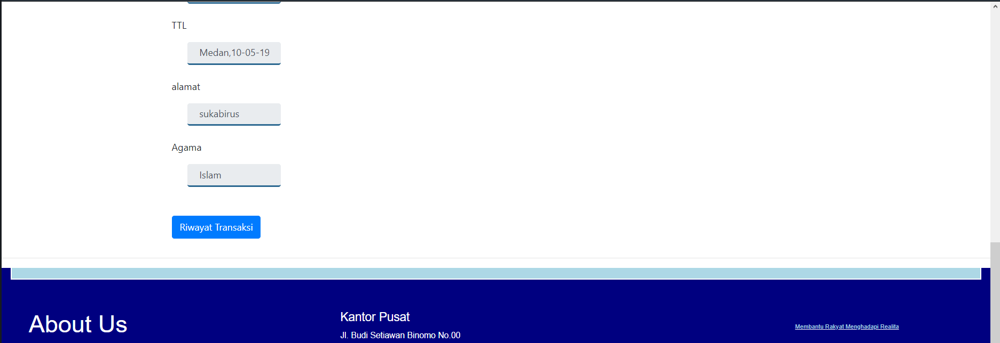 TTL
Medan,10-05-19
alamat
sukabirus
Agama
Islam
Riwayat Transaksi
About Us
Kantor Pusat
Jl. Budi Setiawan Binomo No.00
Membantu Rakyat Menghadapi Realita